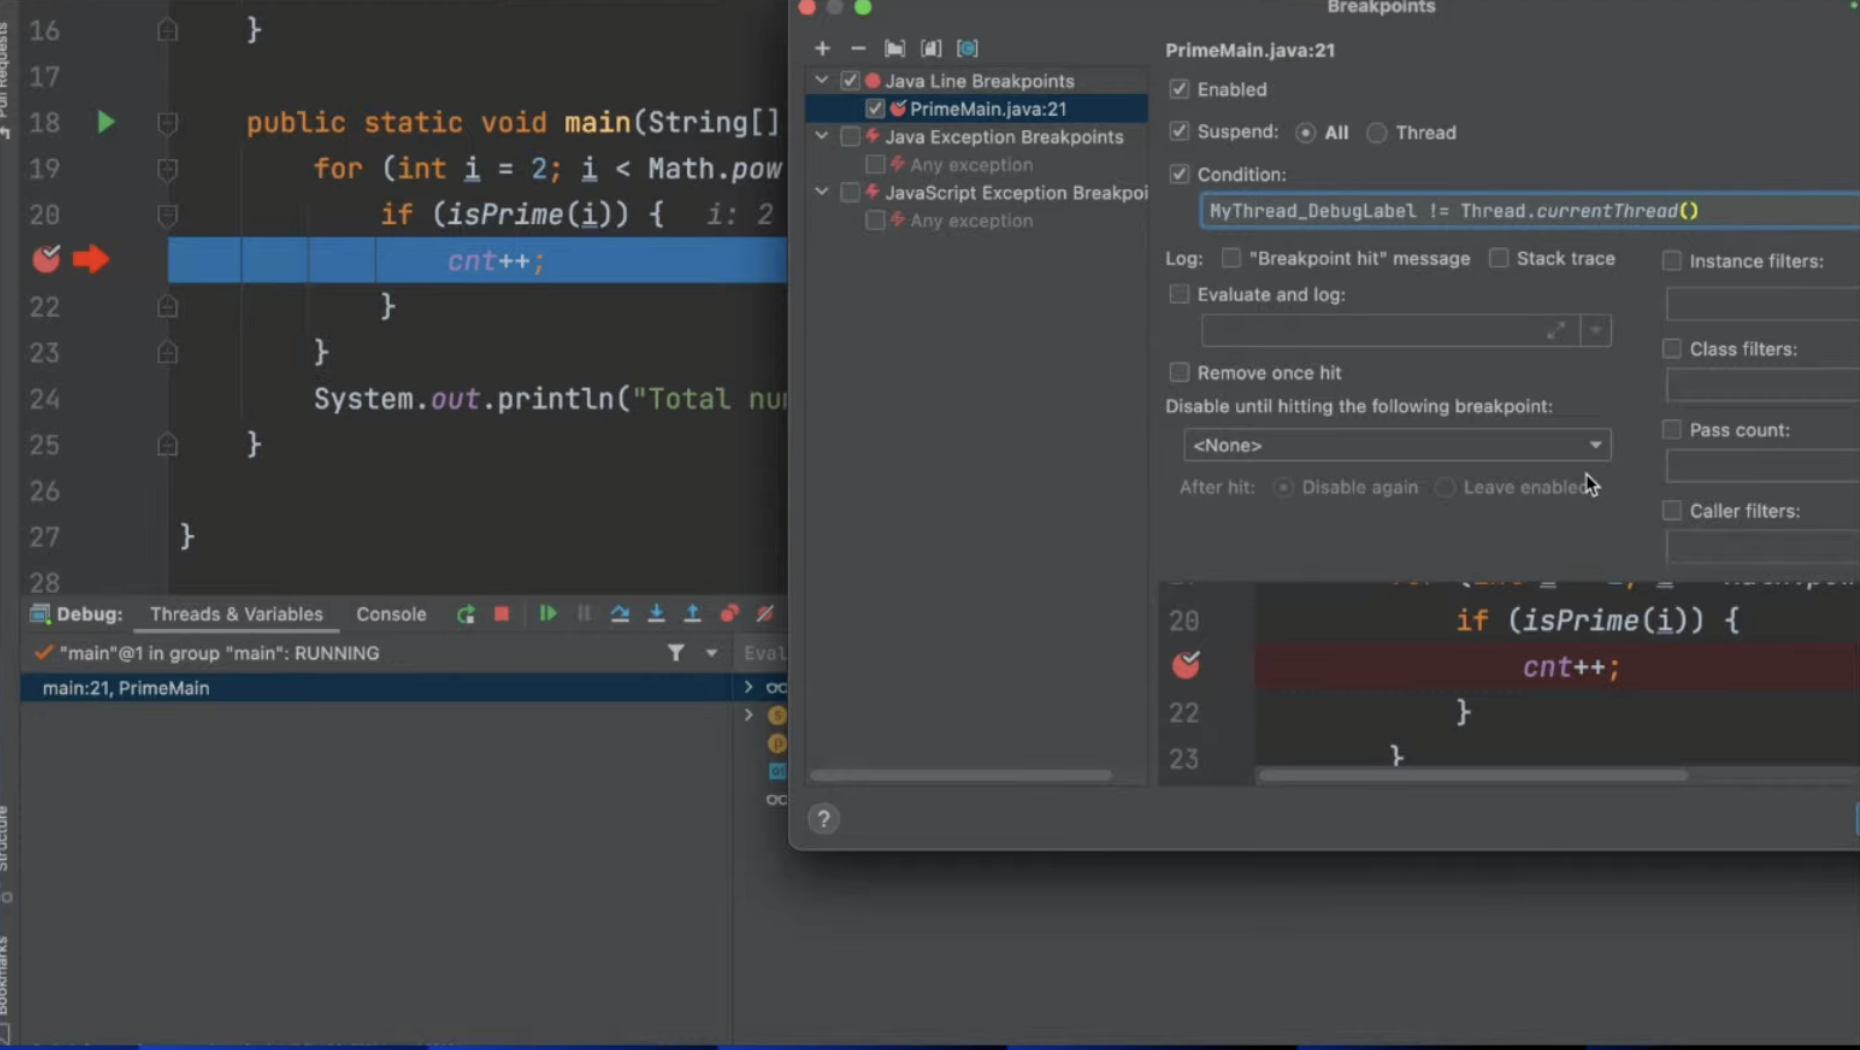 Breakpoints
16 }
17
18 public static void main(String[]
19 for (int i = 2; i < Math.pow
20 if (isPrime(i)) { i: 2
cnt++;
22 }
23 }
24 System.out.println("Total nu
25 }
26
27 }
28
Pull Requests
Structure
Bookmarks
Debug: Threads & Variables Console
"main"@1 in group "main": RUNNING
main:21, PrimeMain
Eval
Java Line Breakpoints
PrimeMain.java:21
Java Exception Breakpoints
Any exception
JavaScript Exception Breakpoi
Any exception
PrimeMain.java:21
Enabled
Suspend: All Thread
Condition:
MyThread_DebugLabel != Thread.currentThread()
Log: "Breakpoint hit" message Stack trace
Evaluate and log:
Remove once hit
Disable until hitting the following breakpoint:
<None>
After hit: Disable again Leave enabled
Instance filters:
Class filters:
Pass count:
Caller filters:
20 if (isPrime(i)) {
cnt++;
22 }
23 }
?